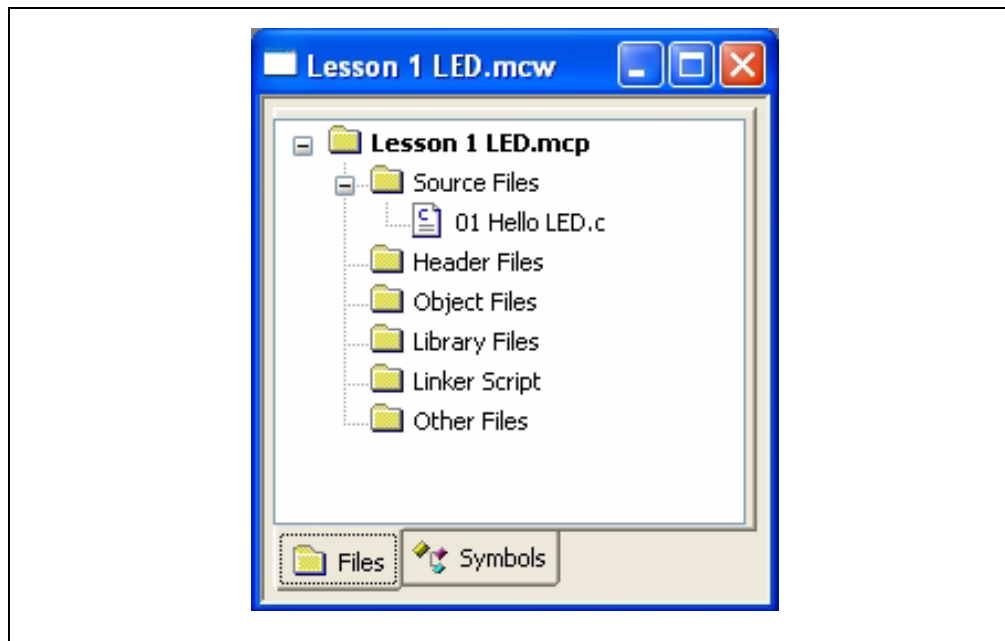 Lesson 1 LED.mcw
Lesson 1 LED.mcp
Source Files
01 Hello LED.c
Header Files
Object Files
Library Files
Linker Script
Other Files
Files
Symbols